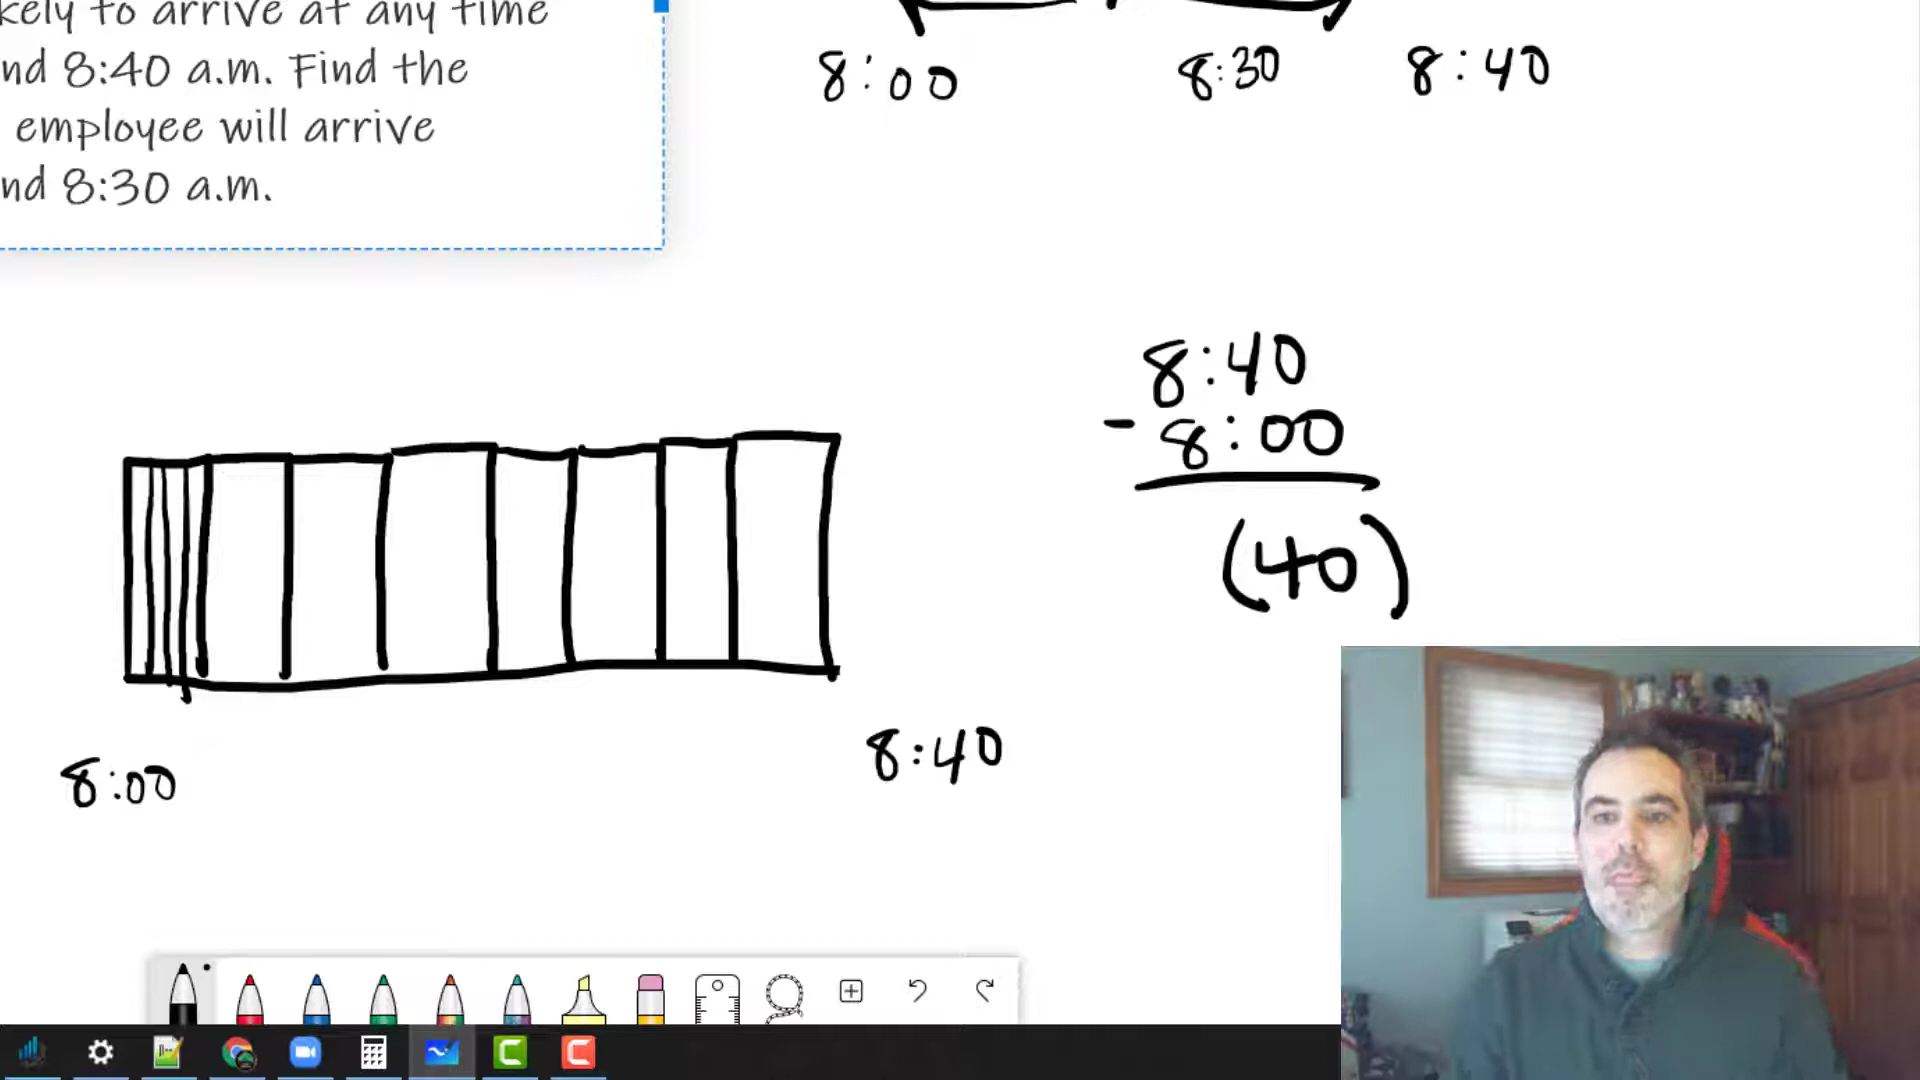 kely to arrive at any time
nd 8:40 a.m. Find the
employee will arrive
nd 8:30 a.m.
8:00 8:30 8:40
8:40
- 8:00
(40)
8:00
8:40